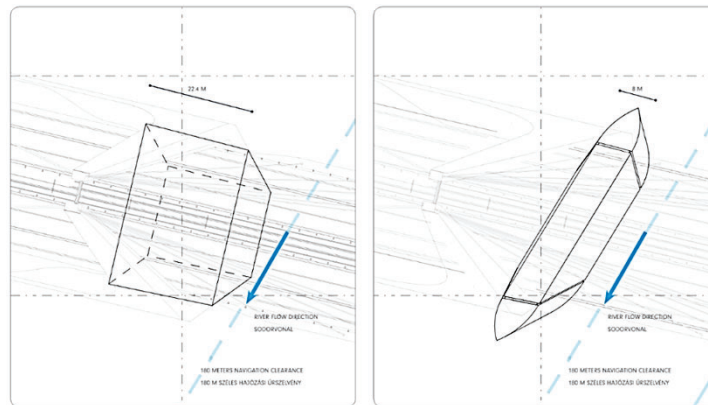 22.4 M
RIVER FLOW DIRECTION
SODORVONAL
180 METERS NAVIGATION CLEARANCE
180 M SZÉLES HAJÓZÁSI ŰRSZELVÉNY
8 M
RIVER FLOW DIRECTION
SODORVONAL
180 METERS NAVIGATION CLEARANCE
180 M SZÉLES HAJÓZÁSI ŰRSZELVÉNY